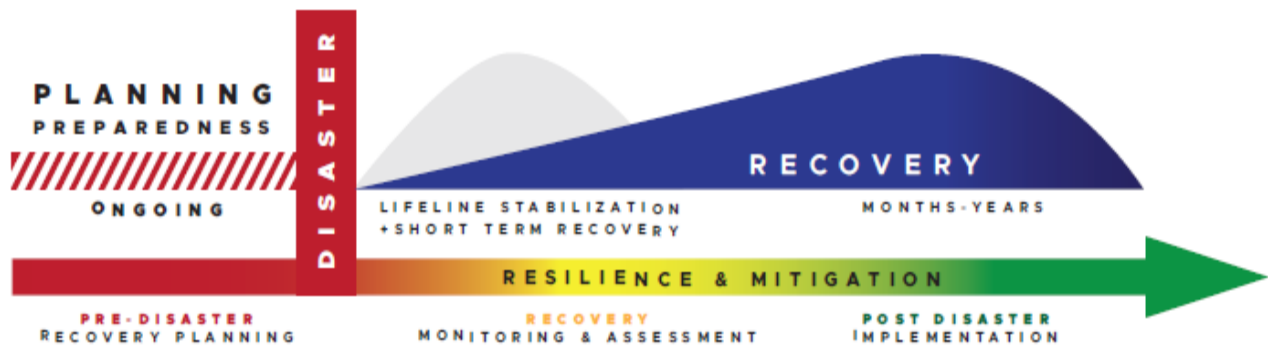 PLANNING
PREPAREDNESS
ONGOING
DISASTER
RECOVERY
LIFELINE STABILIZATION
+SHORT TERM RECOVERY
MONTHS-YEARS
RESILIENCE & MITIGATION
PRE-DISASTER
RECOVERY PLANNING
RECOVERY
MONITORING & ASSESSMENT
POST DISASTER
IMPLEMENTATION